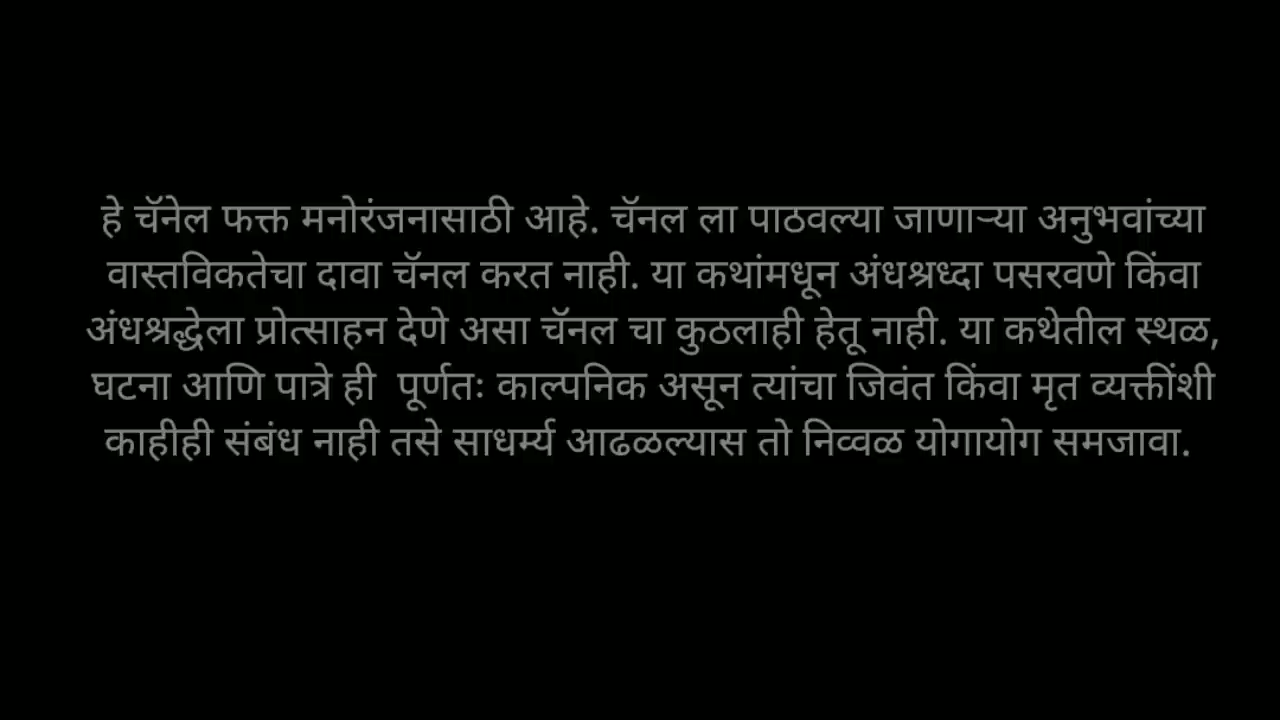 हे चॅनेल फक्त मनोरंजनासाठी आहे. चॅनल ला पाठवल्या जाणाऱ्या अनुभवांच्या
वास्तविकतेचा दावा चॅनल करत नाही. या कथांमधून अंधश्रध्दा पसरवणे किंवा
अंधश्रद्धेला प्रोत्साहन देणे असा चॅनल चा कुठलाही हेतू नाही. या कथेतील स्थळ,
घटना आणि पात्रे ही  पूर्णतः काल्पनिक असून त्यांचा जिवंत किंवा मृत व्यक्तींशी
काहीही संबंध नाही तसे साधर्म्य आढळल्यास तो निव्वळ योगायोग समजावा.